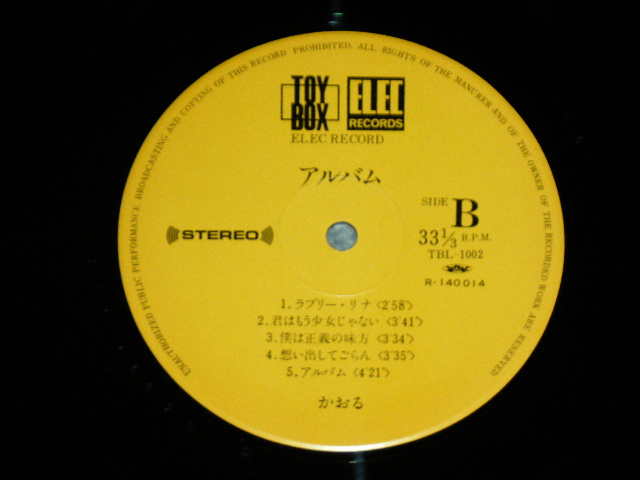 UNAUTHORIZED PUBLIC PERFORMANCE BROADCASTING AND COPTING OF THIS RECORD PROHIBITED. ALL RIGHTS OF THE MANURER AND OF THE OWNER OF THE RECORDED WORK ARE RESERVED
TOY BOX
ELEC RECORDS
ELEC RECORD
アルバム
SIDE B
STEREO
33 1/3 R.P.M.
TBL-1002
R-140014
1. ラブリー・リナ〈2'58"〉
2. 君はもう少女じゃない〈3'41"〉
3. 僕は正義の味方〈3'34"〉
4. 想い出してごらん〈3'35"〉
5. アルバム〈4'21"〉
かおる